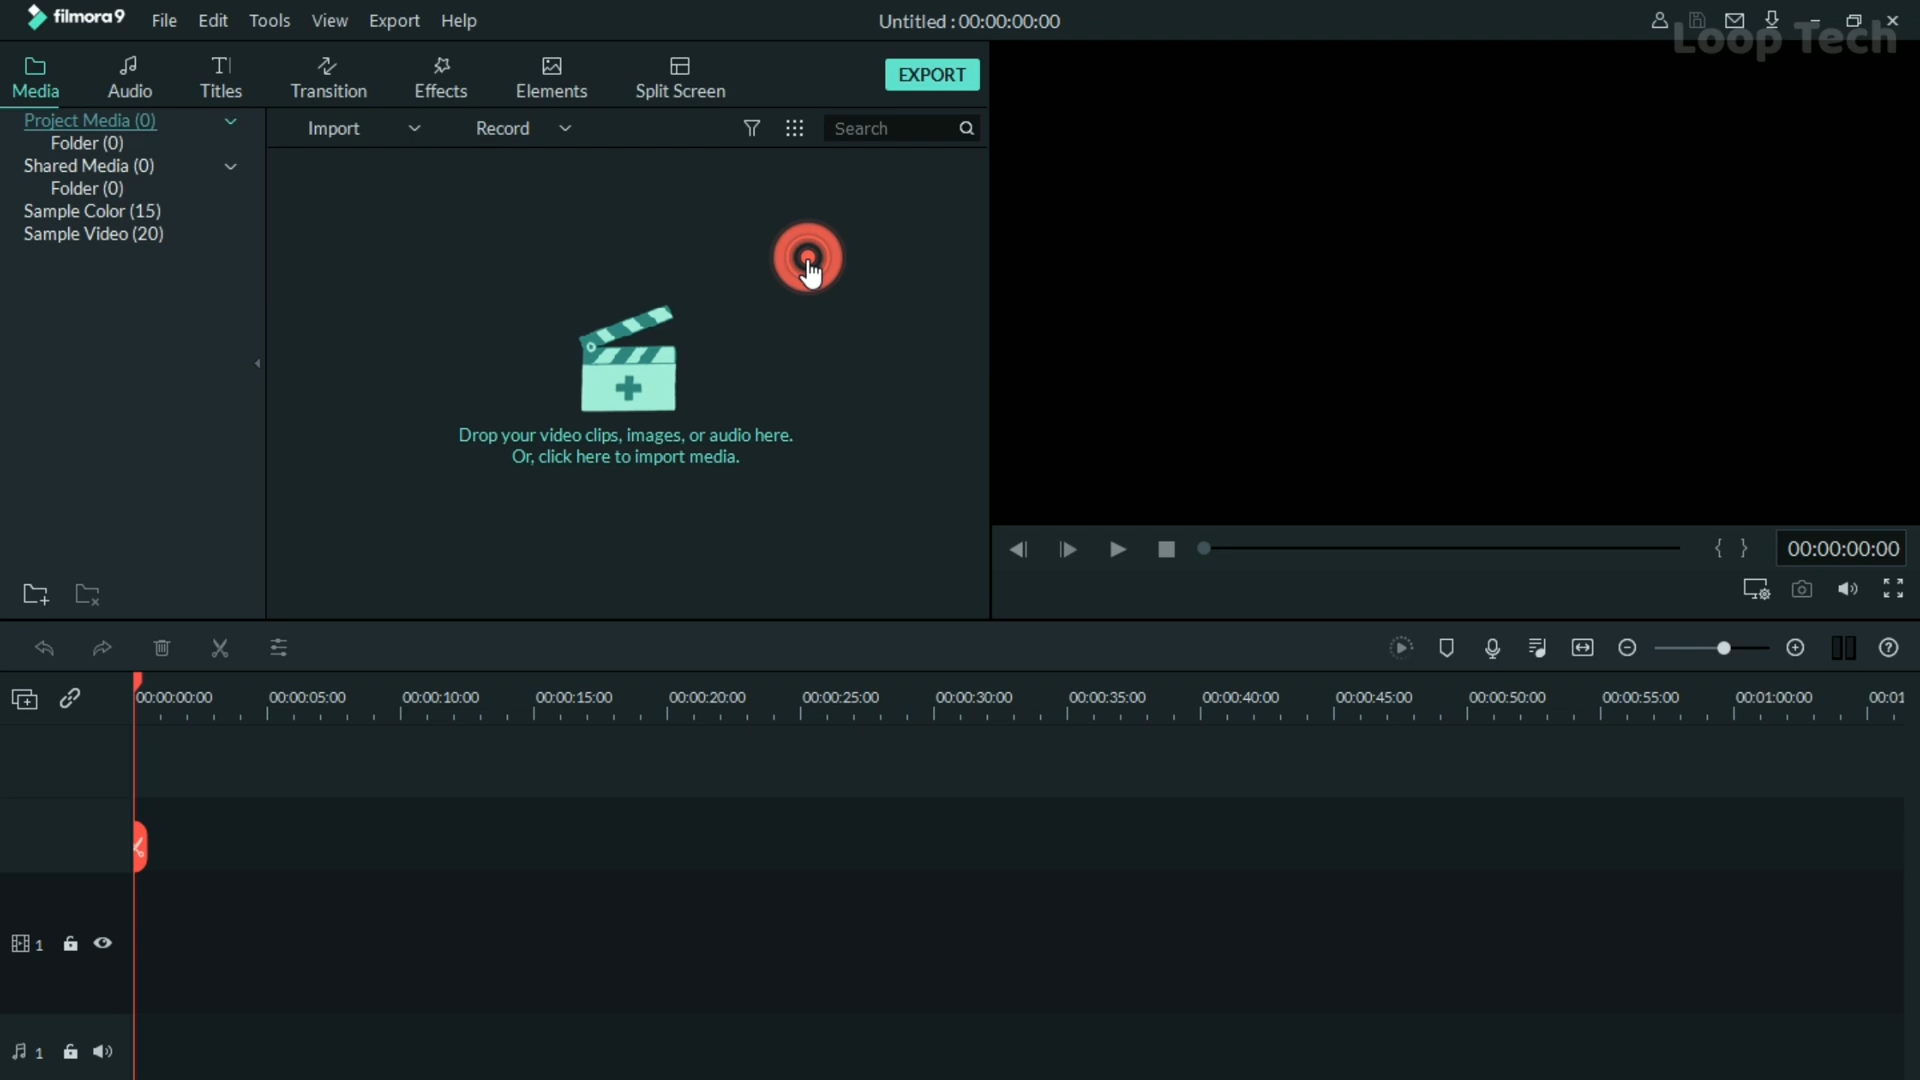 filmora9 File Edit Tools View Export Help
Untitled : 00:00:00:00
Loop Tech
Media Audio Titles Transition Effects Elements Split Screen
EXPORT
Project Media (0)
Folder (0)
Shared Media (0)
Folder (0)
Sample Color (15)
Sample Video (20)
Import Record Search
Drop your video clips, images, or audio here.
Or, click here to import media.
{ } 00:00:00:00
00:00:00:00 00:00:05:00 00:00:10:00 00:00:15:00 00:00:20:00 00:00:25:00 00:00:30:00 00:00:35:00 00:00:40:00 00:00:45:00 00:00:50:00 00:00:55:00 00:01:00:00 00:01
1
1